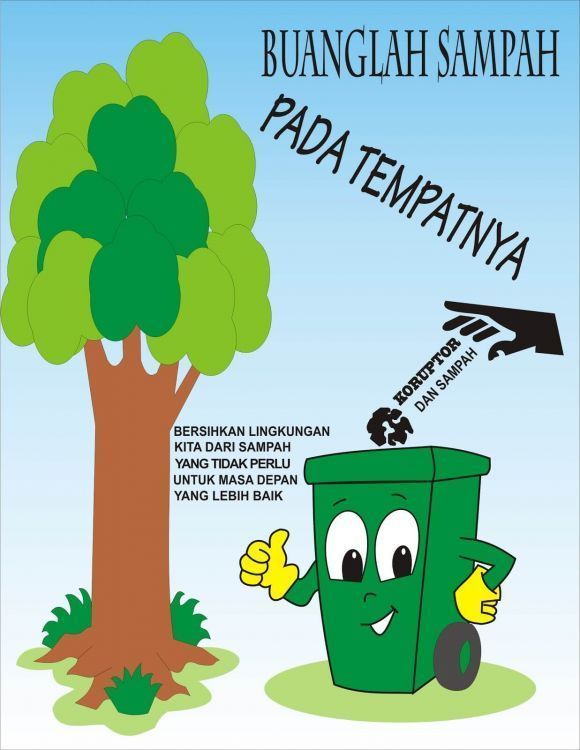 BUANGLAH SAMPAH
PADA TEMPATNYA
KORUPTOR
DAN SAMPAH
BERSIHKAN LINGKUNGAN
KITA DARI SAMPAH
YANG TIDAK PERLU
UNTUK MASA DEPAN
YANG LEBIH BAIK